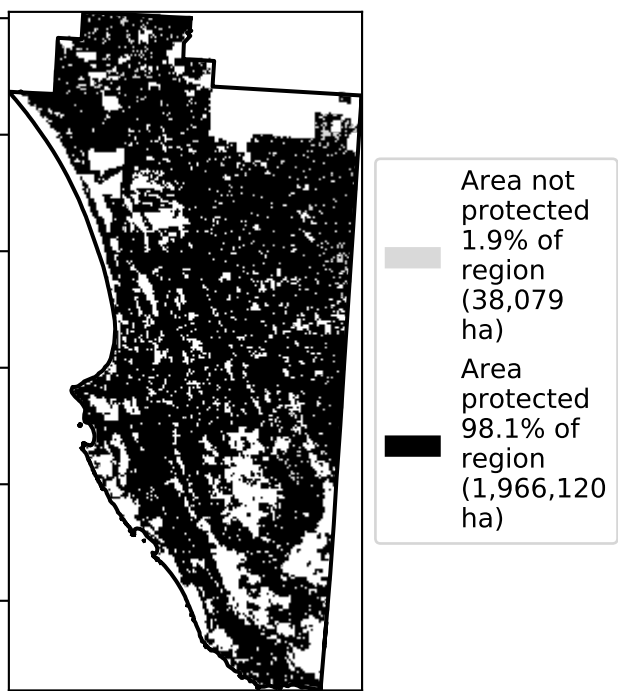 Area not
protected
1.9% of
region
(38,079
ha)
Area
protected
98.1% of
region
(1,966,120
ha)